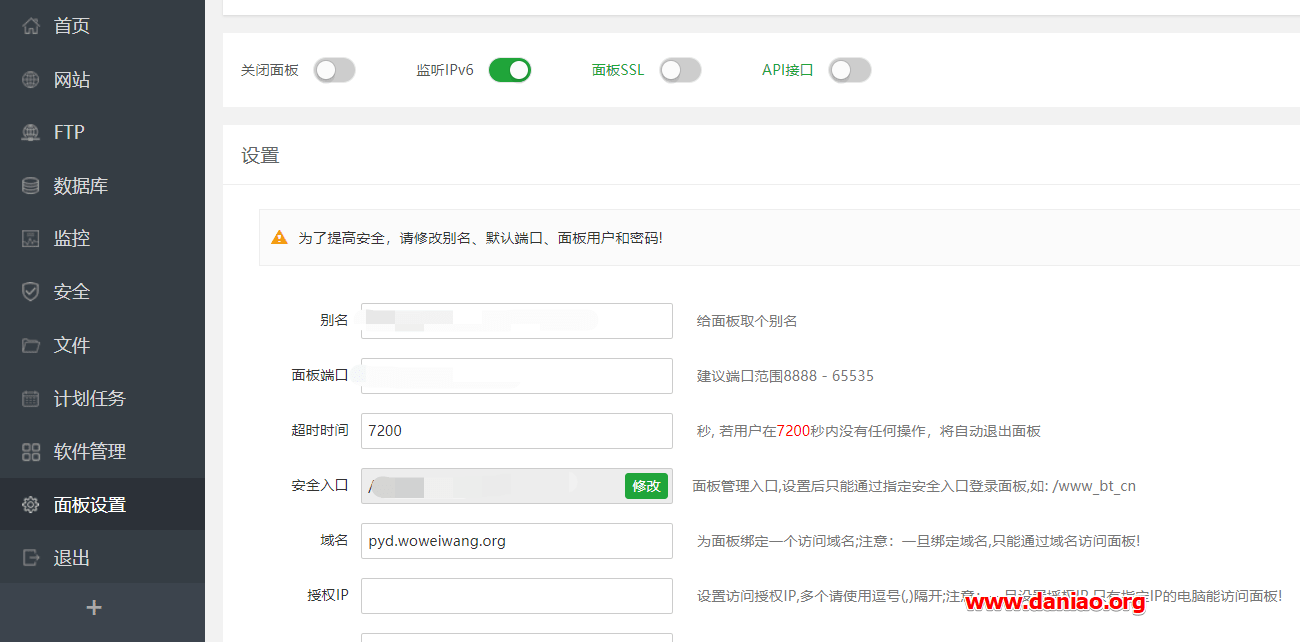 首页
网站
FTP
数据库
监控
安全
文件
计划任务
软件管理
面板设置
退出
+
关闭面板 监听IPv6 面板SSL API接口
设置
为了提高安全，请修改别名、默认端口、面板用户和密码!
别名 给面板取个别名
面板端口 建议端口范围8888 - 65535
超时时间 7200 秒, 若用户在7200秒内没有任何操作，将自动退出面板
安全入口 / 修改 面板管理入口,设置后只能通过指定安全入口登录面板,如: /www_bt_cn
域名 pyd.woweiwang.org 为面板绑定一个访问域名;注意：一旦绑定域名,只能通过域名访问面板!
授权IP 设置访问授权IP,多个请使用逗号(,)隔开;注意：一旦设置授权IP,只有指定IP的电脑能访问面板!
www.daniao.org